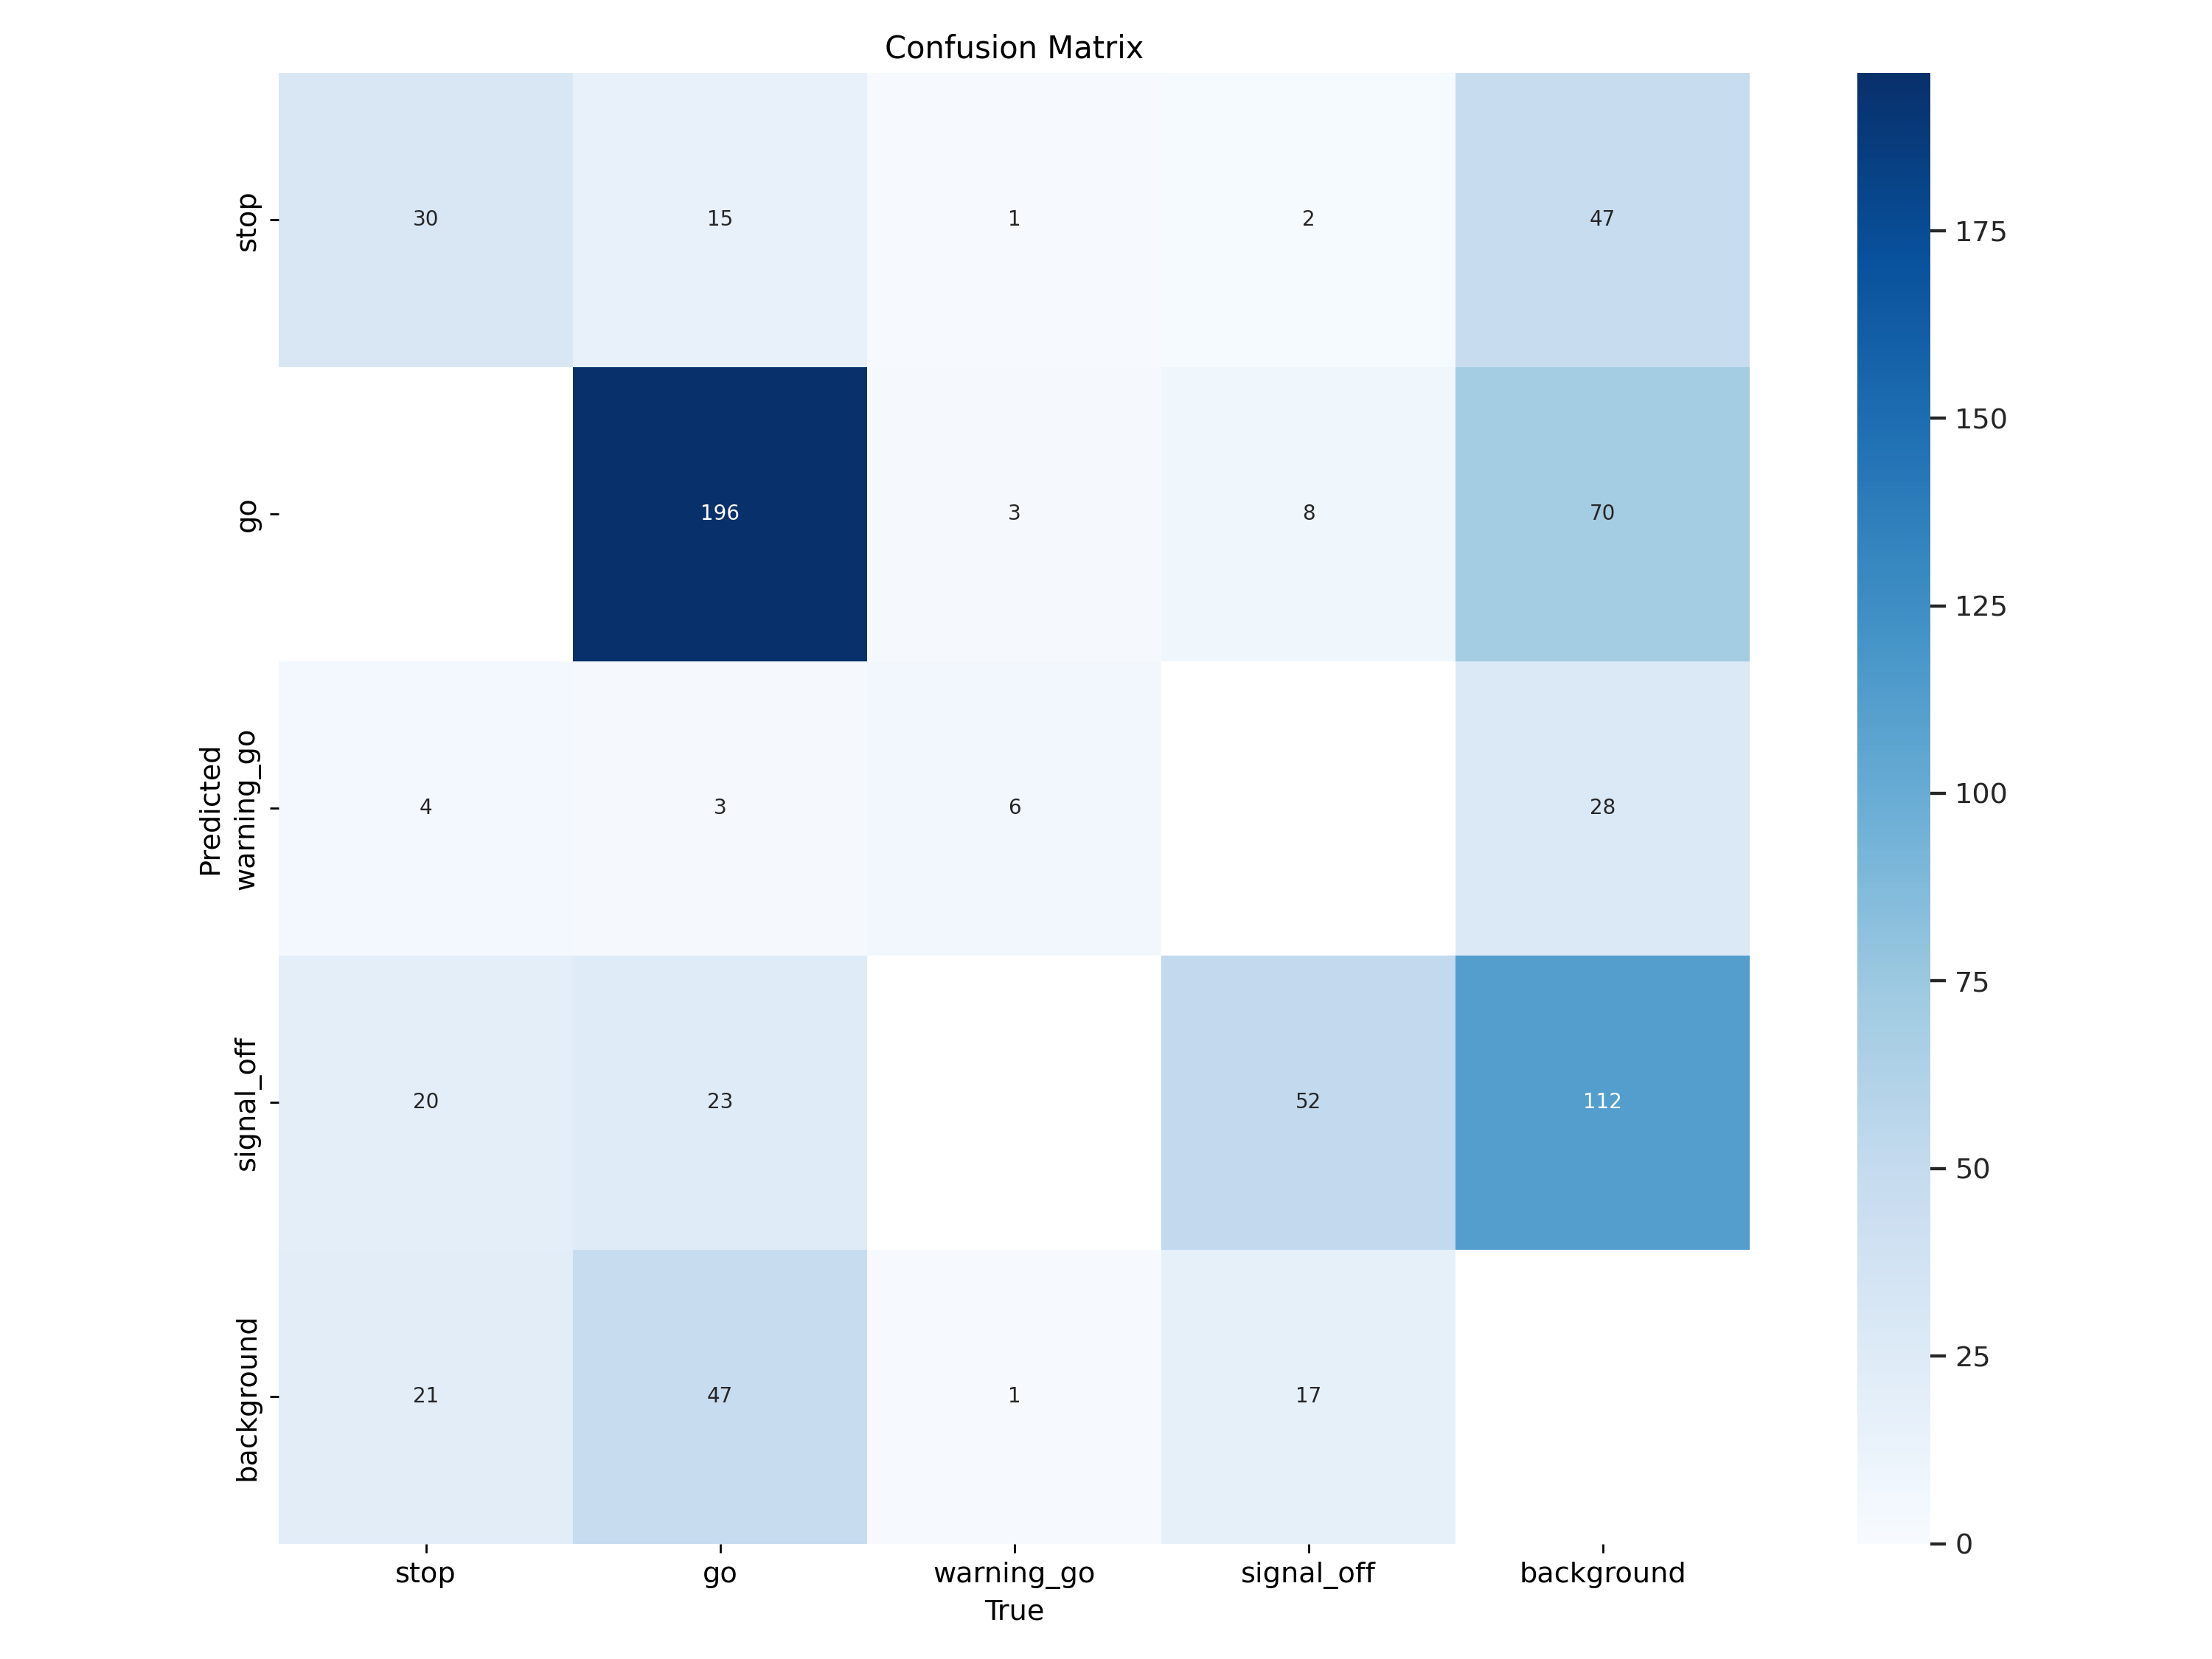 Confusion Matrix
stop
30 15 1 2 47
go
196 3 8 70
Predicted
warning_go
4 3 6 28
signal_off
20 23 52 112
background
21 47 1 17
stop go warning_go signal_off background
True
175
150
125
100
75
50
25
0